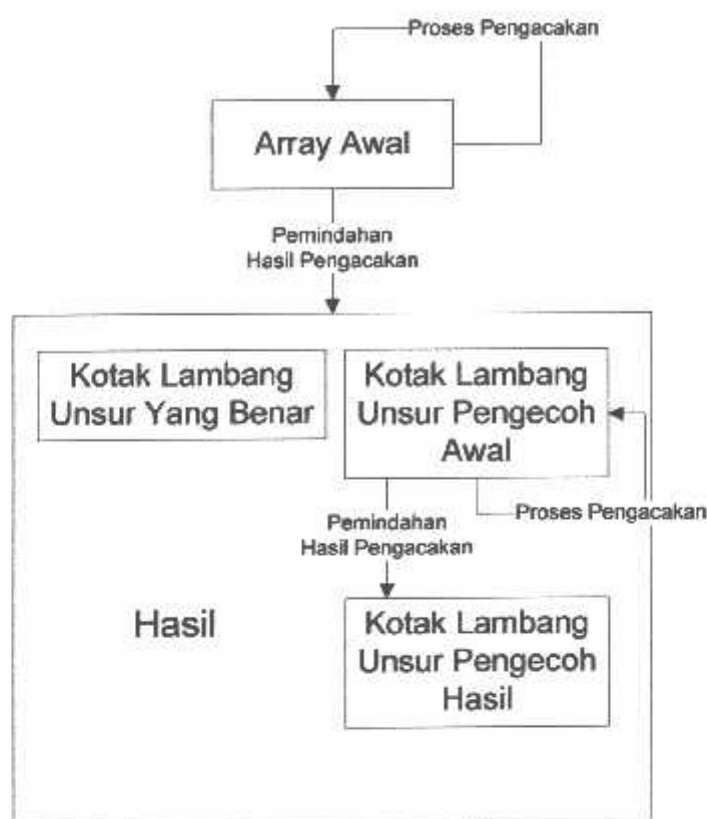 Proses Pengacakan
Array Awal
Pemindahan
Hasil Pengacakan
Kotak Lambang
Unsur Yang Benar
Kotak Lambang
Unsur Pengecoh
Awal
Proses Pengacakan
Pemindahan
Hasil Pengacakan
Hasil
Kotak Lambang
Unsur Pengecoh
Hasil